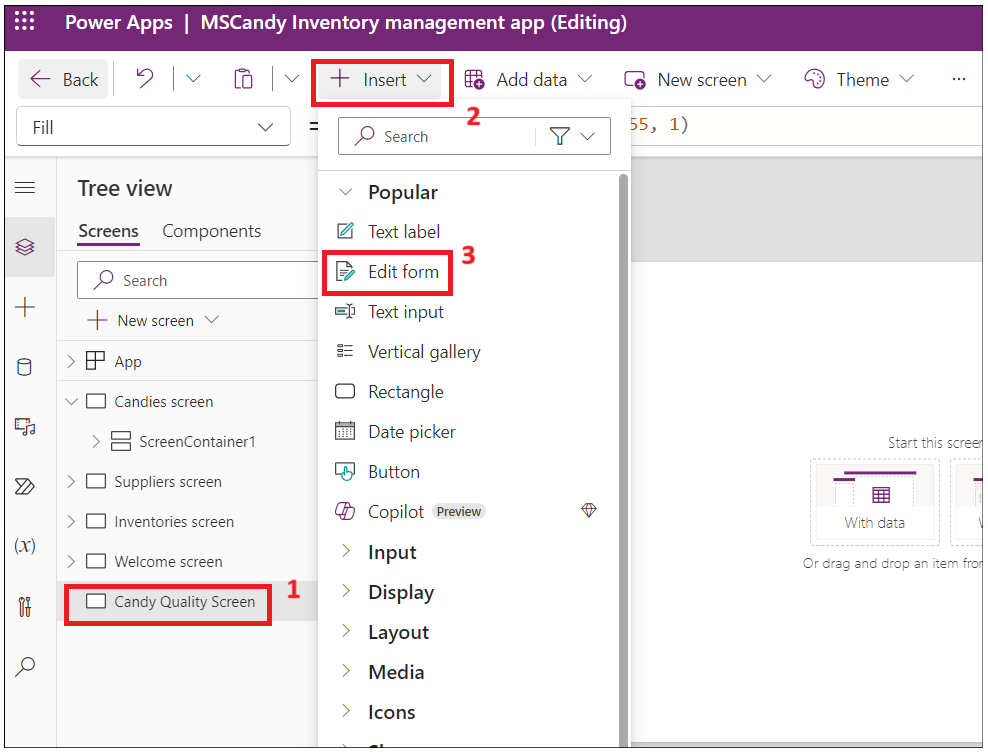 Power Apps | MSCandy Inventory management app (Editing)
Back
Insert
Add data
New screen
Theme
...
2
Fill
=
Search
55, 1)
Tree view
Screens
Components
Search
New screen
App
Candies screen
ScreenContainer1
Suppliers screen
Inventories screen
Welcome screen
Candy Quality Screen
1
Popular
Text label
Edit form
3
Text input
Vertical gallery
Rectangle
Date picker
Button
Copilot Preview
Input
Display
Layout
Media
Icons
(x)
Start this screen
With data
Or drag and drop an item from